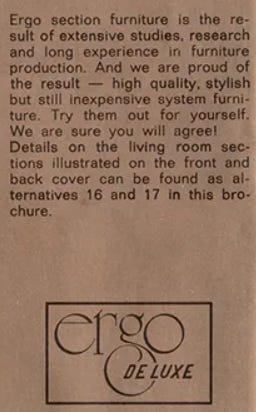 Ergo section furniture is the re-
sult of extensive studies, research
and long experience in furniture
production. And we are proud of
the result — high quality, stylish
but still inexpensive system furni-
ture. Try them out for yourself.
We are sure you will agree!
Details on the living room sec-
tions illustrated on the front and
back cover can be found as al-
ternatives 16 and 17 in this bro-
chure.
ergo
DE LUXE